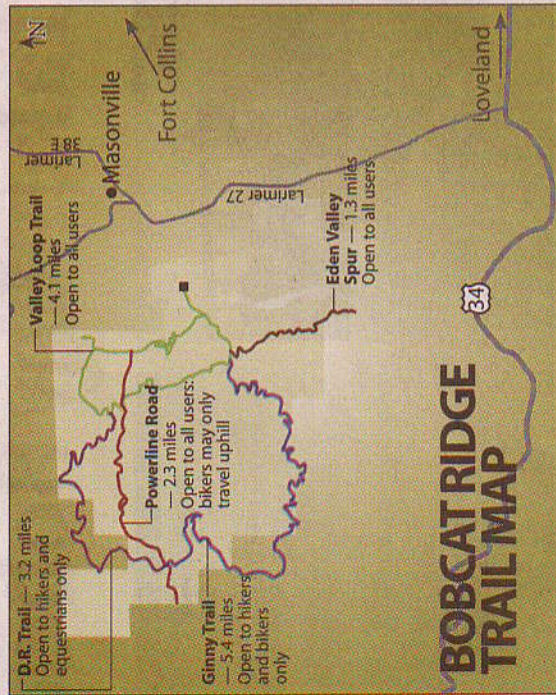 N
Masonville
Fort Collins
Larimer
38E
Larimer 27
Loveland
34
Valley Loop Trail
— 4.1 miles
Open to all users
Eden Valley
Spur — 1.3 miles
Open to all users
Powerline Road
— 2.3 miles
Open to all users:
bikers may only
travel uphill
D.R. Trail — 3.2 miles
Open to hikers and
equestrians only
Ginny Trail
— 5.4 miles
Open to hikers
and bikers
only
BOBCAT RIDGE
TRAIL MAP